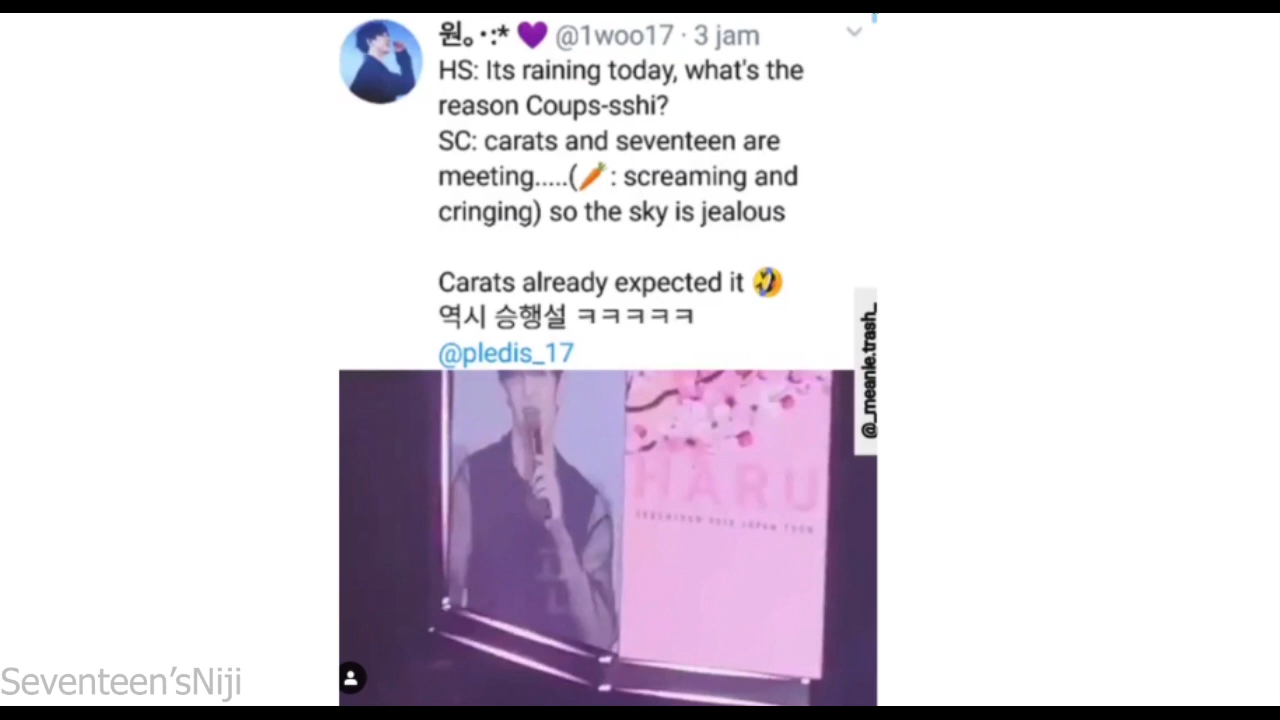 원。·:* 💜 @1woo17 · 3 jam
HS: Its raining today, what's the
reason Coups-sshi?
SC: carats and seventeen are
meeting.....(🥕: screaming and
cringing) so the sky is jealous
Carats already expected it 🤣
역시 승행설 ㅋㅋㅋㅋㅋ
@pledis_17
@_meanie.trash_
HARU
SEVENTEEN 2019 JAPAN TOUR
Seventeen'sNiji